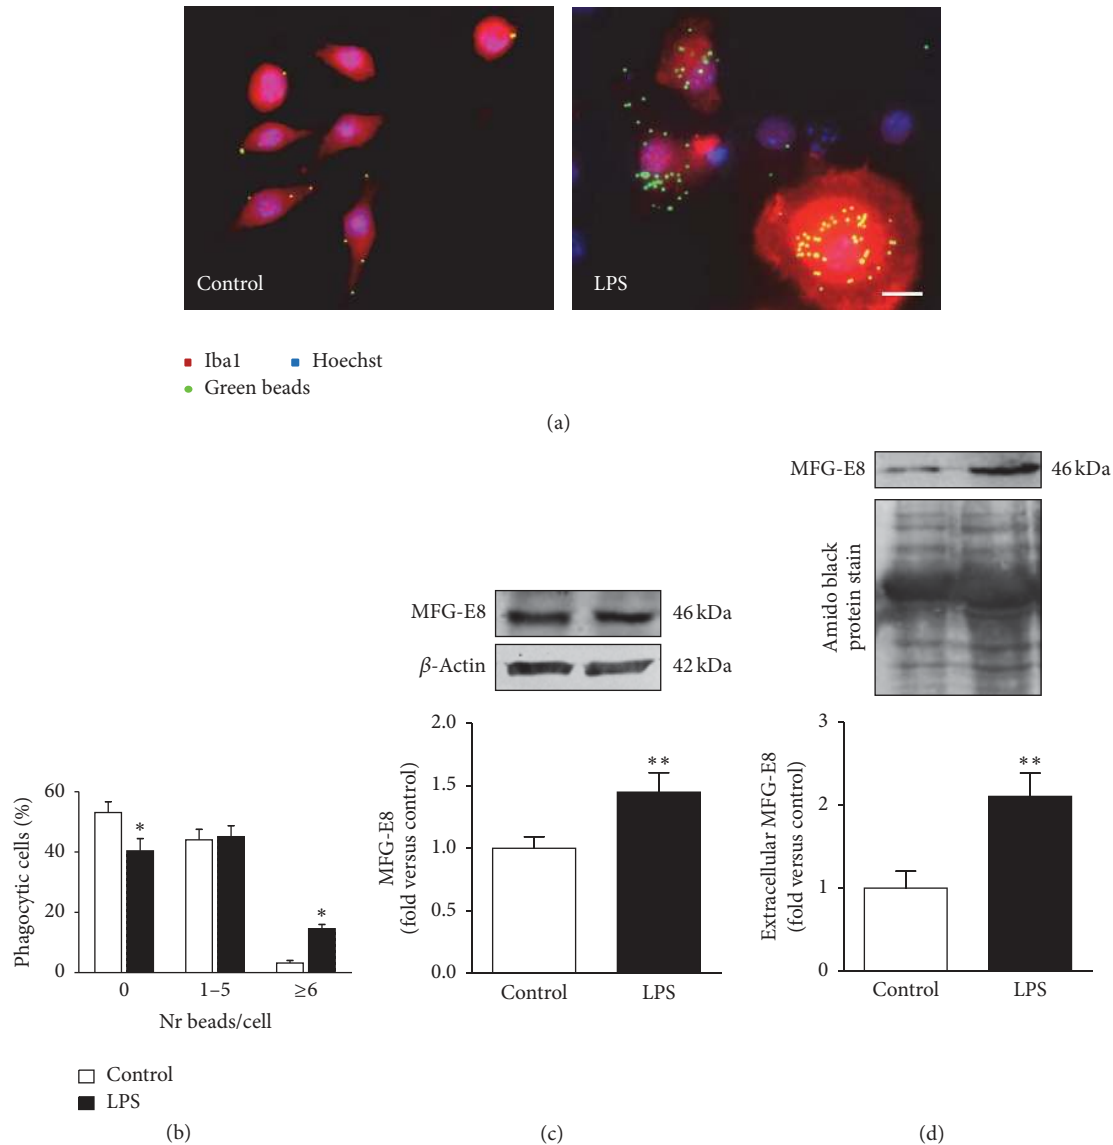 Control
LPS
Iba1
Hoechst
Green beads
(a)
MFG-E8
46 kDa
Amido black
protein stain
MFG-E8
46 kDa
β-Actin
42 kDa
Phagocytic cells (%)
60
40
20
0
*
*
0
1–5
≥6
Nr beads/cell
Control
LPS
(b)
MFG-E8
(fold versus control)
2.0
1.5
1.0
0.5
0.0
**
Control
LPS
(c)
Extracellular MFG-E8
(fold versus control)
3
2
1
0
**
Control
LPS
(d)